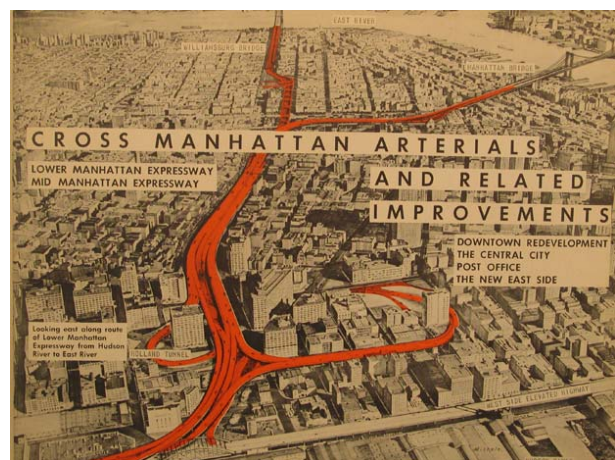 EAST RIVER
WILLIAMSBURG BRIDGE
MANHATTAN BRIDGE
CROSS MANHATTAN ARTERIALS
AND RELATED
IMPROVEMENTS
LOWER MANHATTAN EXPRESSWAY
MID MANHATTAN EXPRESSWAY
DOWNTOWN REDEVELOPMENT
THE CENTRAL CITY
POST OFFICE
THE NEW EAST SIDE
Looking east along route
of Lower Manhattan
Expressway from Hudson
River to East River
HOLLAND TUNNEL
WEST SIDE ELEVATED HIGHWAY